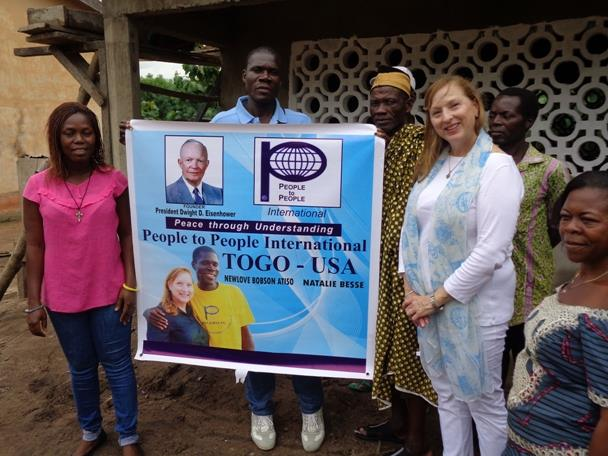 FOUNDER
President Dwight D. Eisenhower
PEOPLE
to
PEOPLE
International
Peace through Understanding
People to People International
TOGO - USA
NEWLOVE BOBSON ATISO NATALIE BESSE